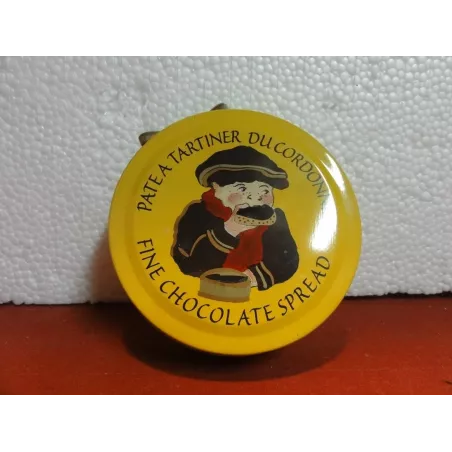 PATE A TARTINER DU CORDON
FINE CHOCOLATE SPREAD